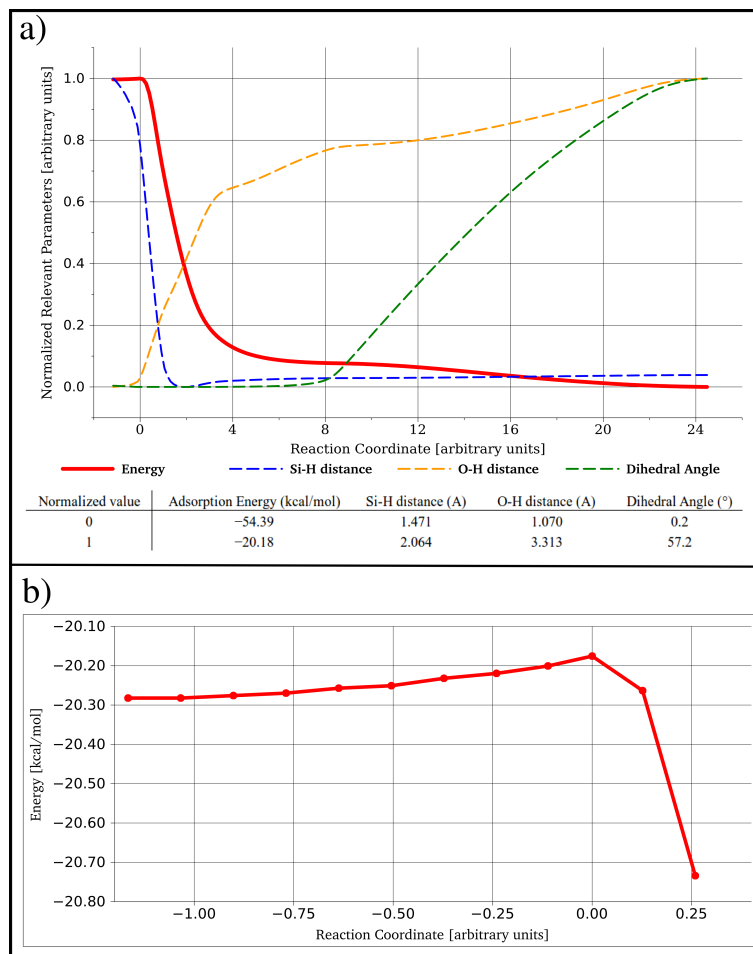 a)
Normalized Relevant Parameters [arbitrary units]
1.0
0.8
0.6
0.4
0.2
0.0
0 4 8 12 16 20 24
Reaction Coordinate [arbitrary units]
Energy Si-H distance O-H distance Dihedral Angle
Normalized value Adsorption Energy (kcal/mol) Si-H distance (A) O-H distance (A) Dihedral Angle (°)
0 −54.39 1.471 1.070 0.2
1 −20.18 2.064 3.313 57.2
b)
Energy [kcal/mol]
−20.10
−20.20
−20.30
−20.40
−20.50
−20.60
−20.70
−20.80
−1.00 −0.75 −0.50 −0.25 0.00 0.25
Reaction Coordinate [arbitrary units]